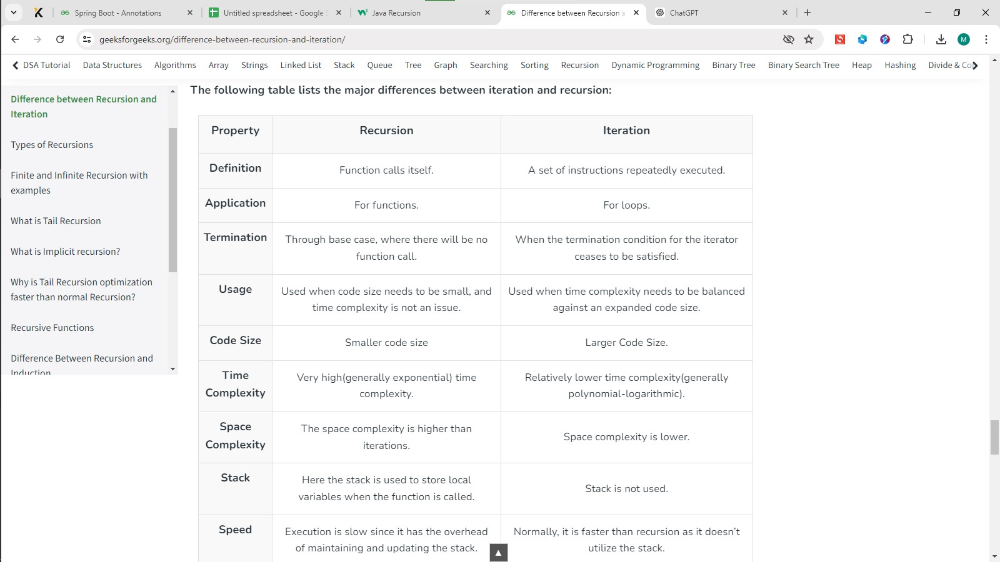 Spring Boot - Annotations
Untitled spreadsheet - Google S
Java Recursion
Difference between Recursion a
ChatGPT
geeksforgeeks.org/difference-between-recursion-and-iteration/
M
DSA Tutorial Data Structures Algorithms Array Strings Linked List Stack Queue Tree Graph Searching Sorting Recursion Dynamic Programming Binary Tree Binary Search Tree Heap Hashing Divide & Co
Difference between Recursion and
Iteration
Types of Recursions
Finite and Infinite Recursion with
examples
What is Tail Recursion
What is Implicit recursion?
Why is Tail Recursion optimization
faster than normal Recursion?
Recursive Functions
Difference Between Recursion and
Induction
The following table lists the major differences between iteration and recursion:
Property Recursion Iteration
Definition Function calls itself. A set of instructions repeatedly executed.
Application For functions. For loops.
Termination Through base case, where there will be no When the termination condition for the iterator
function call. ceases to be satisfied.
Usage Used when code size needs to be small, and Used when time complexity needs to be balanced
time complexity is not an issue. against an expanded code size.
Code Size Smaller code size Larger Code Size.
Time Very high(generally exponential) time Relatively lower time complexity(generally
Complexity complexity. polynomial-logarithmic).
Space The space complexity is higher than Space complexity is lower.
Complexity iterations.
Stack Here the stack is used to store local Stack is not used.
variables when the function is called.
Speed Execution is slow since it has the overhead Normally, it is faster than recursion as it doesn't
of maintaining and updating the stack. utilize the stack.